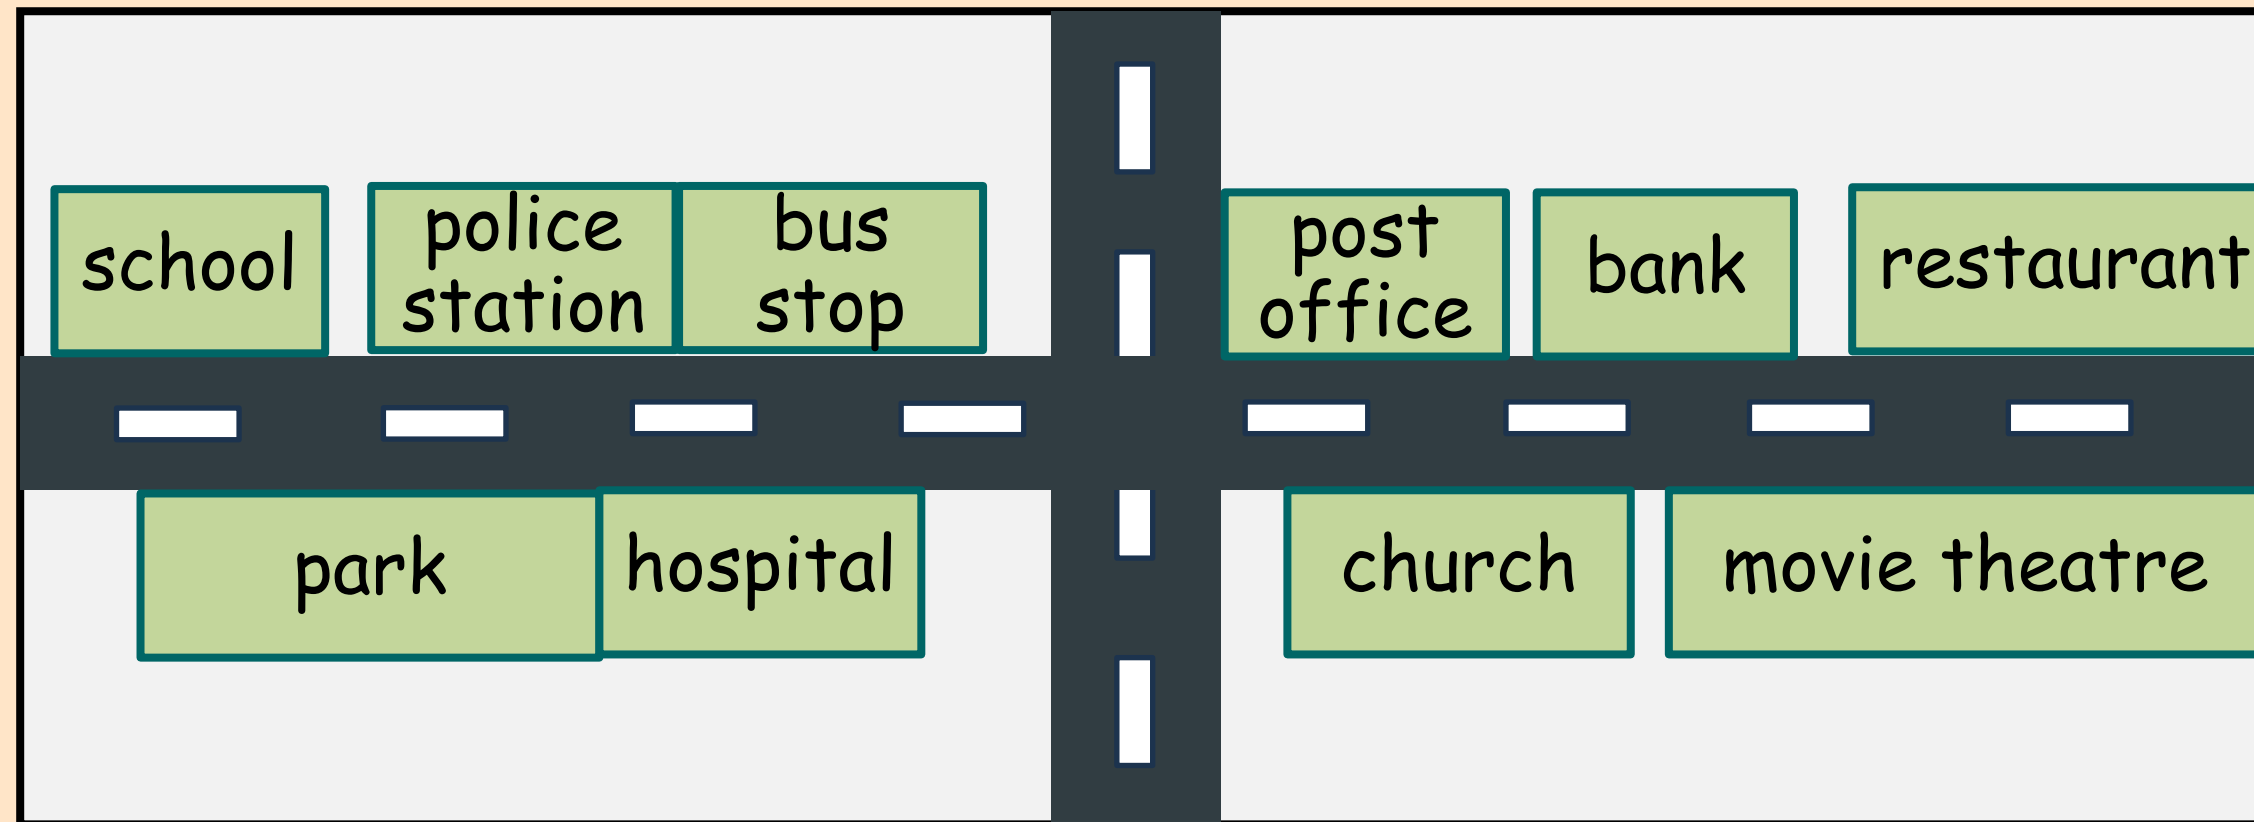 school
police
station
bus
stop
post
office
bank
restaurant
park
hospital
church
movie theatre